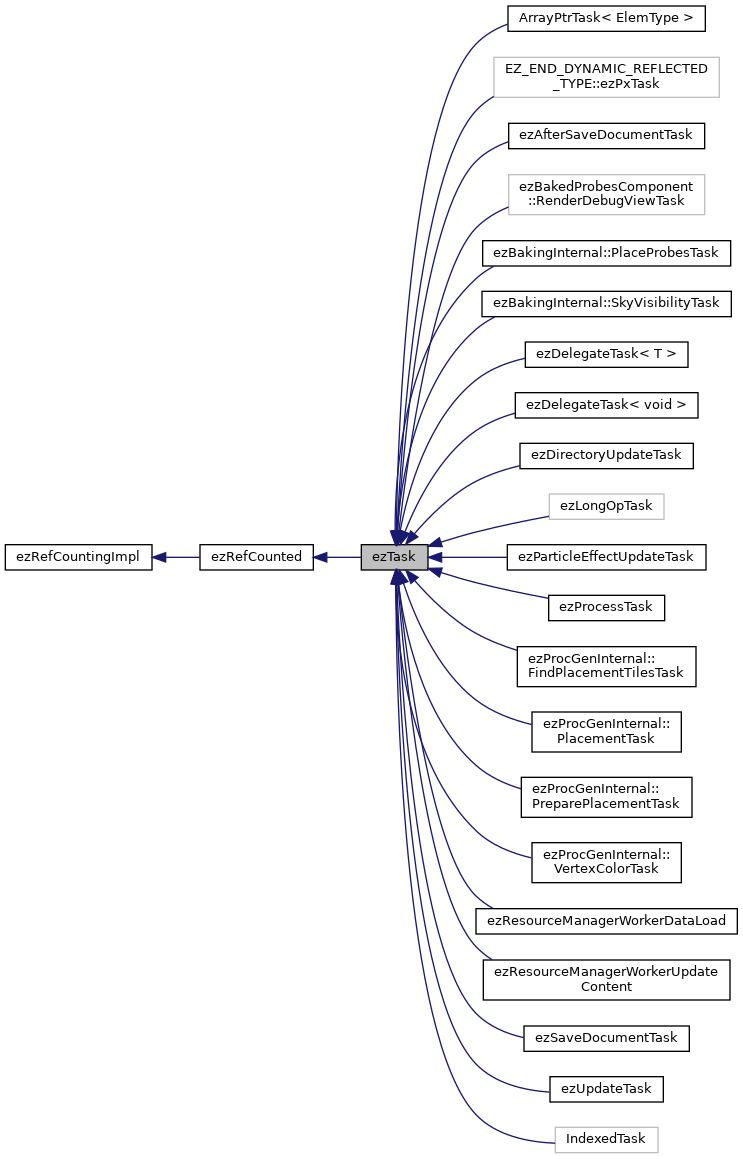 ArrayPtrTask< ElemType >
EZ_END_DYNAMIC_REFLECTED
_TYPE::ezPxTask
ezAfterSaveDocumentTask
ezBakedProbesComponent
::RenderDebugViewTask
ezBakingInternal::PlaceProbesTask
ezBakingInternal::SkyVisibilityTask
ezDelegateTask< T >
ezDelegateTask< void >
ezDirectoryUpdateTask
ezLongOpTask
ezRefCountingImpl
ezRefCounted
ezTask
ezParticleEffectUpdateTask
ezProcessTask
ezProcGenInternal::
FindPlacementTilesTask
ezProcGenInternal::
PlacementTask
ezProcGenInternal::
PreparePlacementTask
ezProcGenInternal::
VertexColorTask
ezResourceManagerWorkerDataLoad
ezResourceManagerWorkerUpdate
Content
ezSaveDocumentTask
ezUpdateTask
IndexedTask